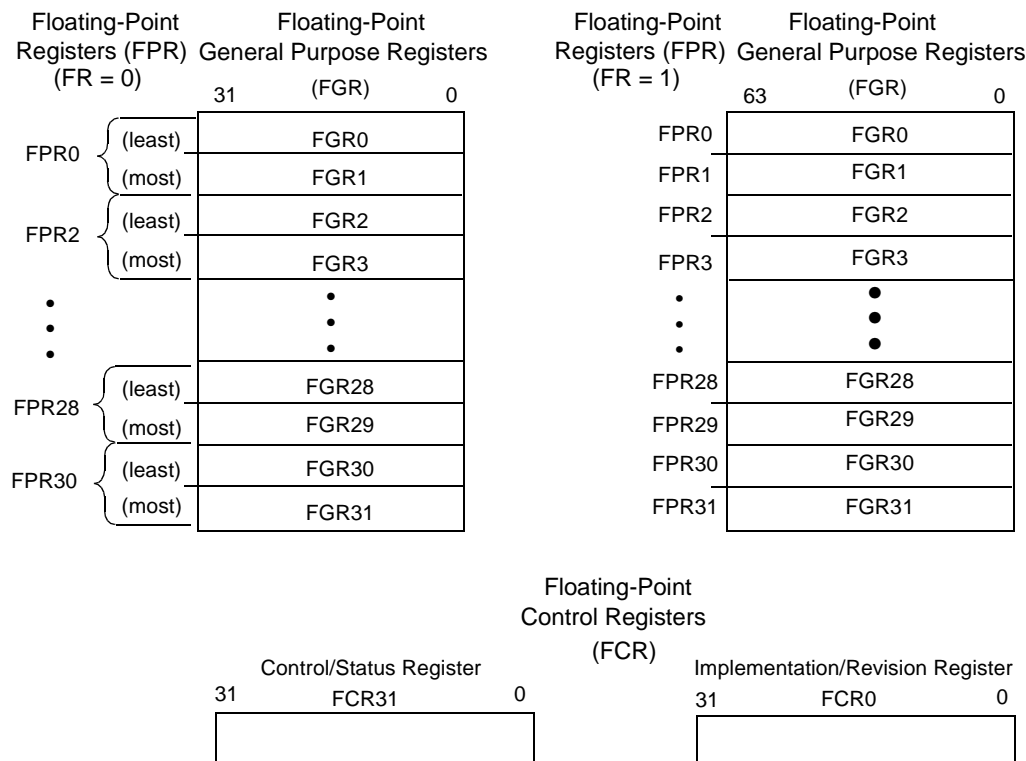 Floating-Point
Registers (FPR)
(FR = 0)
Floating-Point
General Purpose Registers
(FGR)
31
0
FPR0
(least)
FGR0
(most)
FGR1
FPR2
(least)
FGR2
(most)
FGR3
FPR28
(least)
FGR28
(most)
FGR29
FPR30
(least)
FGR30
(most)
FGR31
Floating-Point
Registers (FPR)
(FR = 1)
Floating-Point
General Purpose Registers
(FGR)
63
0
FPR0
FGR0
FPR1
FGR1
FPR2
FGR2
FPR3
FGR3
FPR28
FGR28
FPR29
FGR29
FPR30
FGR30
FPR31
FGR31
Floating-Point
Control Registers
(FCR)
Control/Status Register
31
FCR31
0
Implementation/Revision Register
31
FCR0
0